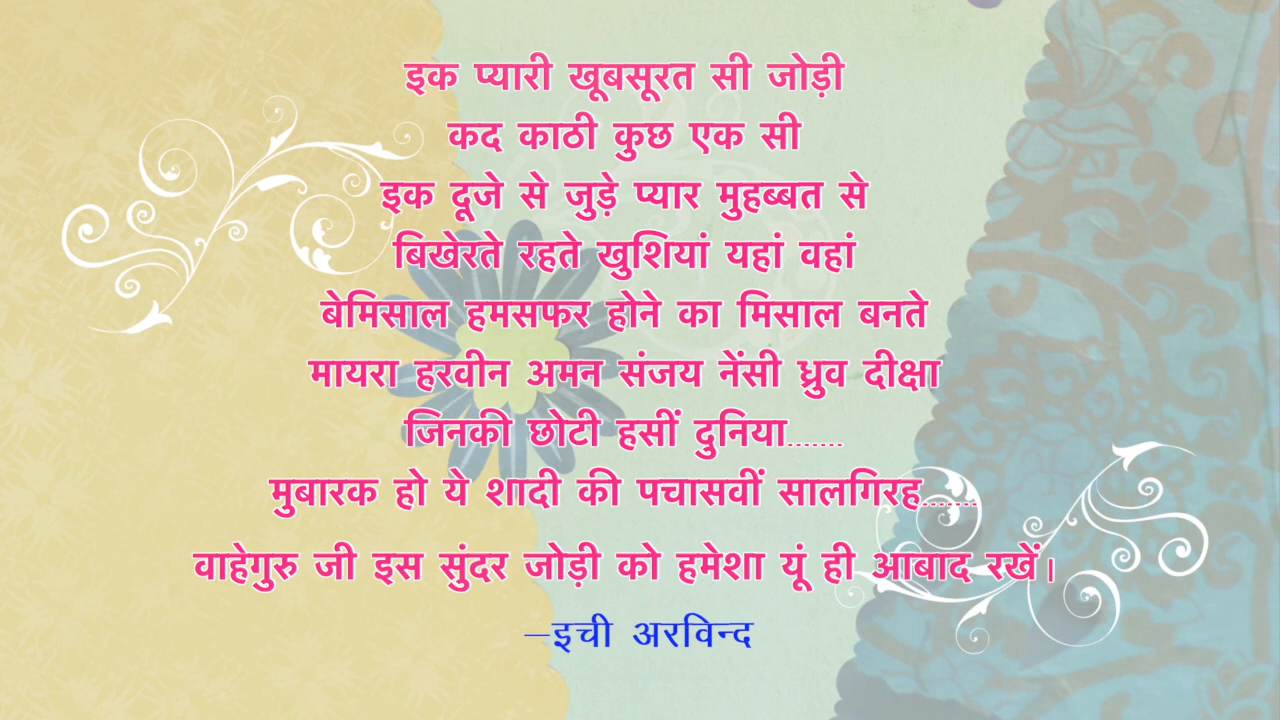 इक प्यारी खूबसूरत सी जोड़ी
कद काठी कुछ एक सी
इक दूजे से जुड़े प्यार मुहब्बत से
बिखेरते रहते खुशियां यहां वहां
बेमिसाल हमसफर होने का मिसाल बनते
मायरा हरवीन अमन संजय नेंसी ध्रुव दीक्षा
जिनकी छोटी हसीं दुनिया.......
मुबारक हो ये शादी की पचासवीं सालगिरह.......
वाहेगुरु जी इस सुंदर जोड़ी को हमेशा यूं ही आबाद रखें।
–इची अरविन्द